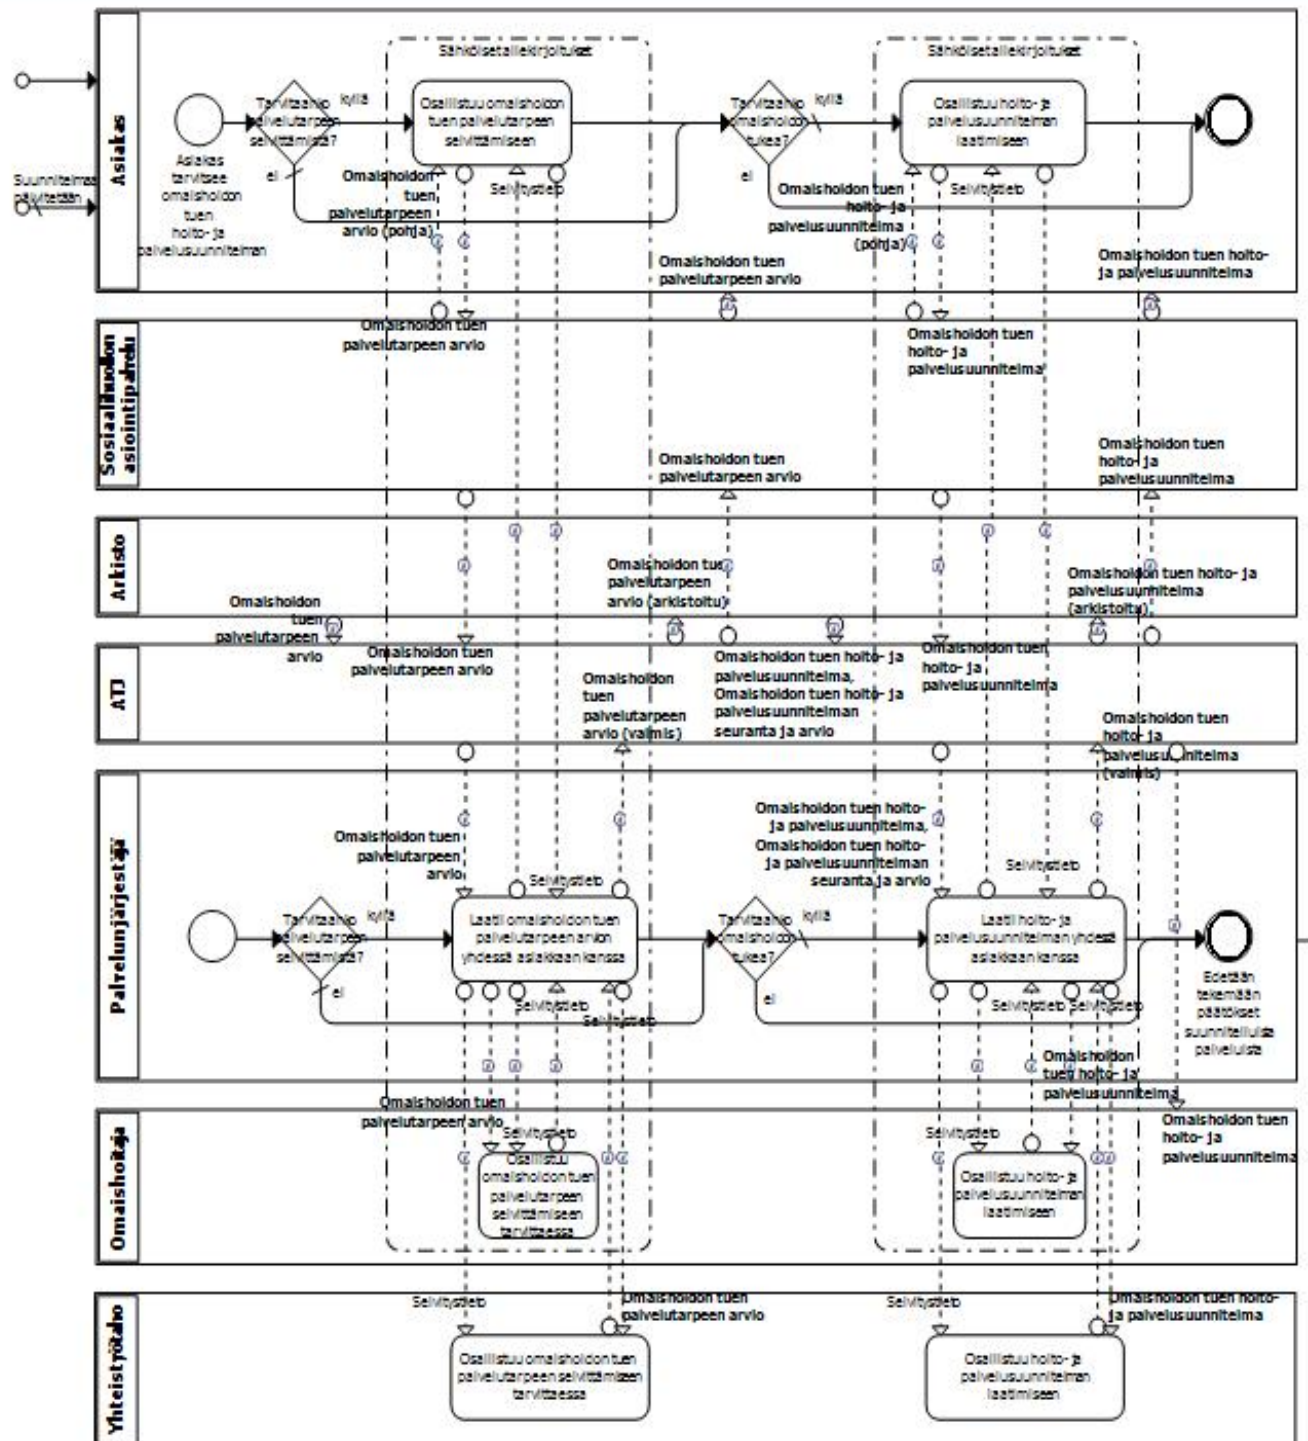 Asiakas
Suunnitelmaa
päivitetään
Asiakas
tarvitsee
omaishoidon
tuen
hoito- ja
palvelusuunnitelman
Tarvitaanko
palvelutarpeen
selvittämistä?
kyllä
ei
Sähköiset allekirjoitukset
Osallistuu omaishoidon
tuen palvelutarpeen
selvittämiseen
Omaishoidon
tuen
palvelutarpeen
arvio (pohja)
Selvitystieto
Tarvitaanko
omaishoidon
tukea?
kyllä
ei
Sähköiset allekirjoitukset
Osallistuu hoito- ja
palvelusuunnitelman
laatimiseen
Omaishoidon tuen
hoito- ja
palvelusuunnitelma
(pohja)
Selvitystieto
Omaishoidon tuen
palvelutarpeen arvio
Omaishoidon tuen hoito-
ja palvelusuunnitelma
Sosiaalihuollon
asiointipalvelu
Omaishoidon tuen
palvelutarpeen arvio
Omaishoidon tuen
hoito- ja
palvelusuunnitelma
Omaishoidon tuen
palvelutarpeen arvio
Omaishoidon tuen
hoito- ja
palvelusuunnitelma
Arkisto
Omaishoidon
tuen
palvelutarpeen
arvio
Omaishoidon tuen
palvelutarpeen
arvio (arkistoitu)
Omaishoidon tuen hoito- ja
palvelusuunnitelma
(arkistoitu)
ATJ
Omaishoidon tuen
palvelutarpeen arvio
Omaishoidon
tuen
palvelutarpeen
arvio (valmis)
Omaishoidon tuen hoito- ja
palvelusuunnitelma,
Omaishoidon tuen hoito- ja
palvelusuunnitelman
seuranta ja arvio
Omaishoidon tuen
hoito- ja
palvelusuunnitelma
Omaishoidon tuen
hoito- ja
palvelusuunnitelma
(valmis)
Palvelunjärjestäjä
Omaishoidon tuen
palvelutarpeen
arvio
Selvitystieto
Omaishoidon tuen hoito-
ja palvelusuunnitelma,
Omaishoidon tuen hoito-
ja palvelusuunnitelman
seuranta ja arvio
Selvitystieto
Tarvitaanko
palvelutarpeen
selvittämistä?
kyllä
ei
Laatii omaishoidon tuen
palvelutarpeen arvion
yhdessä asiakkaan kanssa
Selvitystieto
Selvitystieto
Tarvitaanko
omaishoidon
tukea?
kyllä
ei
Laatii hoito- ja
palvelusuunnitelman yhdessä
asiakkaan kanssa
Selvitystieto
Selvitystieto
Edetään
tekemään
päätökset
suunnitelluista
palveluista
Omaishoidon
tuen hoito- ja
palvelusuunnitelma
Omaishoitaja
Omaishoidon tuen
palvelutarpeen arvio
Selvitystieto
Osallistuu
omaishoidon tuen
palvelutarpeen
selvittämiseen
tarvittaessa
Selvitystieto
Osallistuu hoito- ja
palvelusuunnitelman
laatimiseen
Omaishoidon tuen
hoito- ja
palvelusuunnitelma
Yhteistyötaho
Selvitystieto
Omaishoidon tuen
palvelutarpeen arvio
Osallistuu omaishoidon tuen
palvelutarpeen selvittämiseen
tarvittaessa
Selvitystieto
Omaishoidon tuen hoito-
ja palvelusuunnitelma
Osallistuu hoito- ja
palvelusuunnitelman
laatimiseen